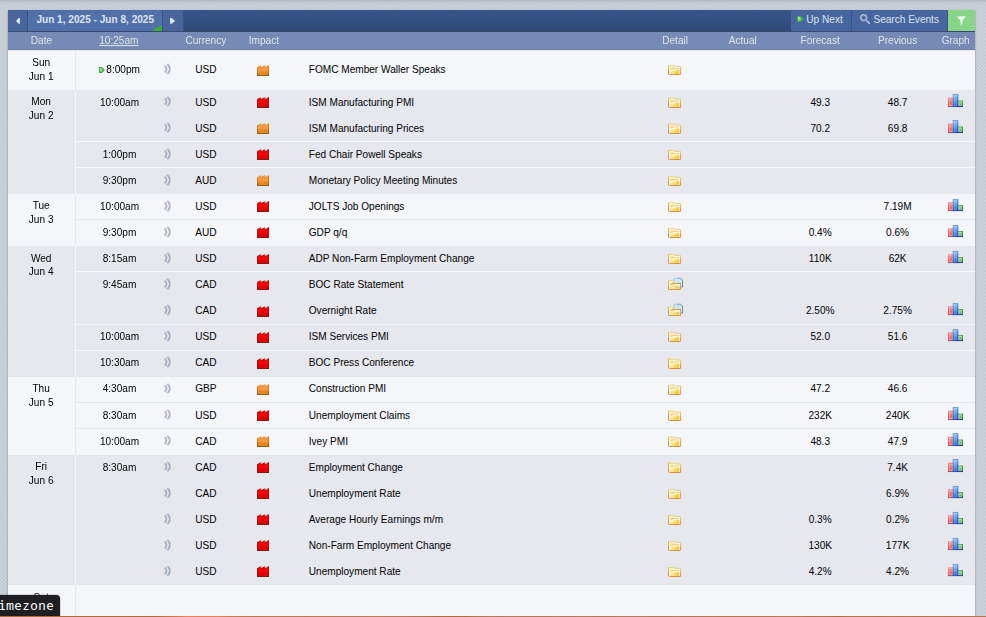 Jun 1, 2025 - Jun 8, 2025 Up Next Search Events
Date 10:25am Currency Impact Detail Actual Forecast Previous Graph
Sun
Jun 1
8:00pm USD FOMC Member Waller Speaks
Mon
Jun 2
10:00am USD ISM Manufacturing PMI 49.3 48.7
USD ISM Manufacturing Prices 70.2 69.8
1:00pm USD Fed Chair Powell Speaks
9:30pm AUD Monetary Policy Meeting Minutes
Tue
Jun 3
10:00am USD JOLTS Job Openings 7.19M
9:30pm AUD GDP q/q 0.4% 0.6%
Wed
Jun 4
8:15am USD ADP Non-Farm Employment Change 110K 62K
9:45am CAD BOC Rate Statement
CAD Overnight Rate 2.50% 2.75%
10:00am USD ISM Services PMI 52.0 51.6
10:30am CAD BOC Press Conference
Thu
Jun 5
4:30am GBP Construction PMI 47.2 46.6
8:30am USD Unemployment Claims 232K 240K
10:00am CAD Ivey PMI 48.3 47.9
Fri
Jun 6
8:30am CAD Employment Change 7.4K
CAD Unemployment Rate 6.9%
USD Average Hourly Earnings m/m 0.3% 0.2%
USD Non-Farm Employment Change 130K 177K
USD Unemployment Rate 4.2% 4.2%
imezone